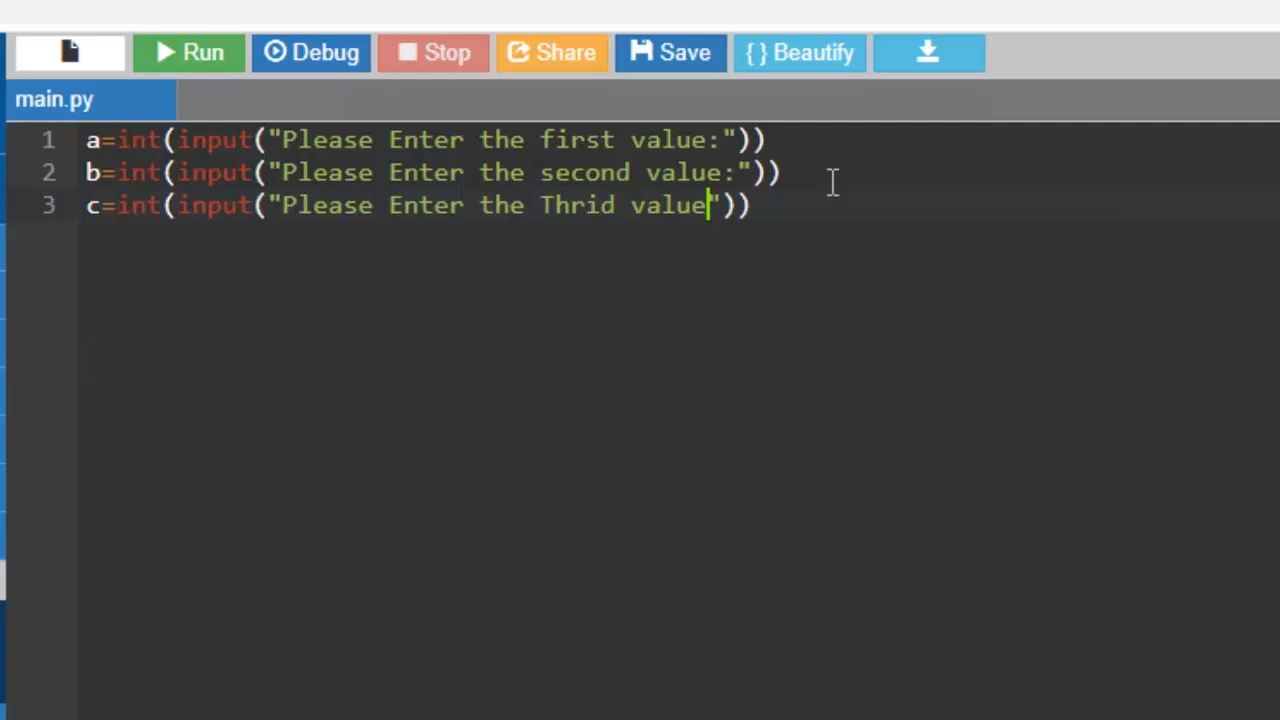 Run Debug Stop Share Save {} Beautify
main.py
1 a=int(input("Please Enter the first value:"))
2 b=int(input("Please Enter the second value:"))
3 c=int(input("Please Enter the Thrid value"))